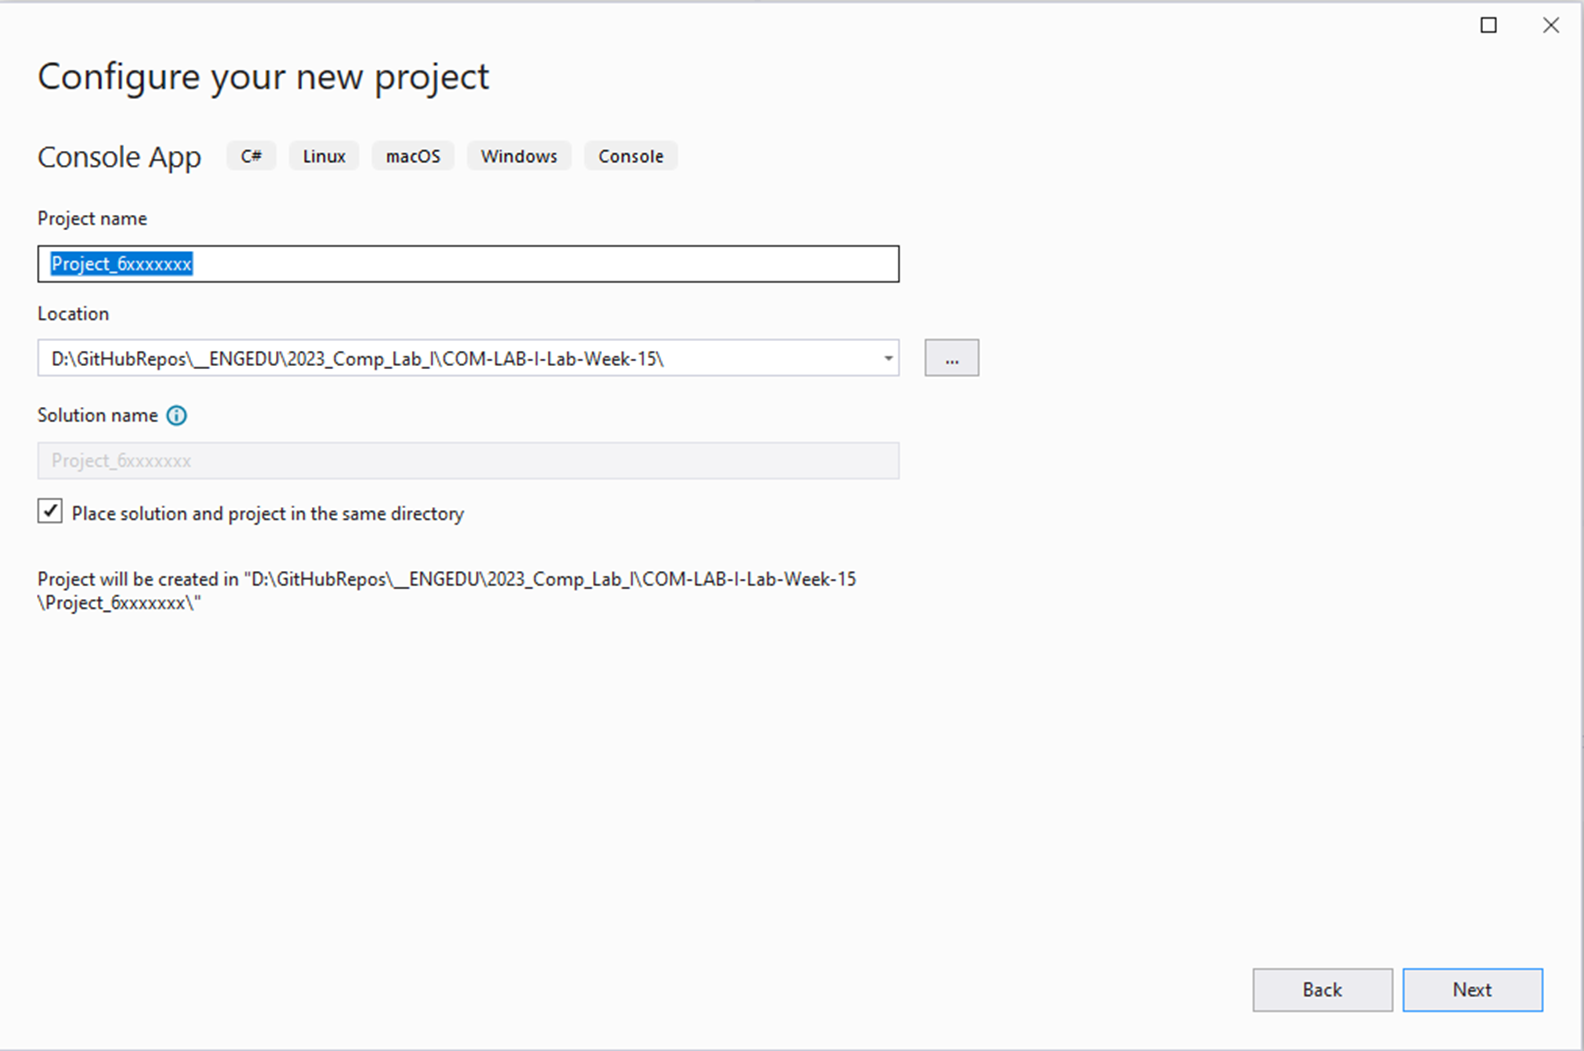 Configure your new project
Console App C# Linux macOS Windows Console
Project name
Project_6xxxxxxx
Location
D:\GitHubRepos\__ENGEDU\2023_Comp_Lab_I\COM-LAB-I-Lab-Week-15\
...
Solution name
Project_6xxxxxxx
Place solution and project in the same directory
Project will be created in "D:\GitHubRepos\__ENGEDU\2023_Comp_Lab_I\COM-LAB-I-Lab-Week-15
\Project_6xxxxxxx\"
Back Next